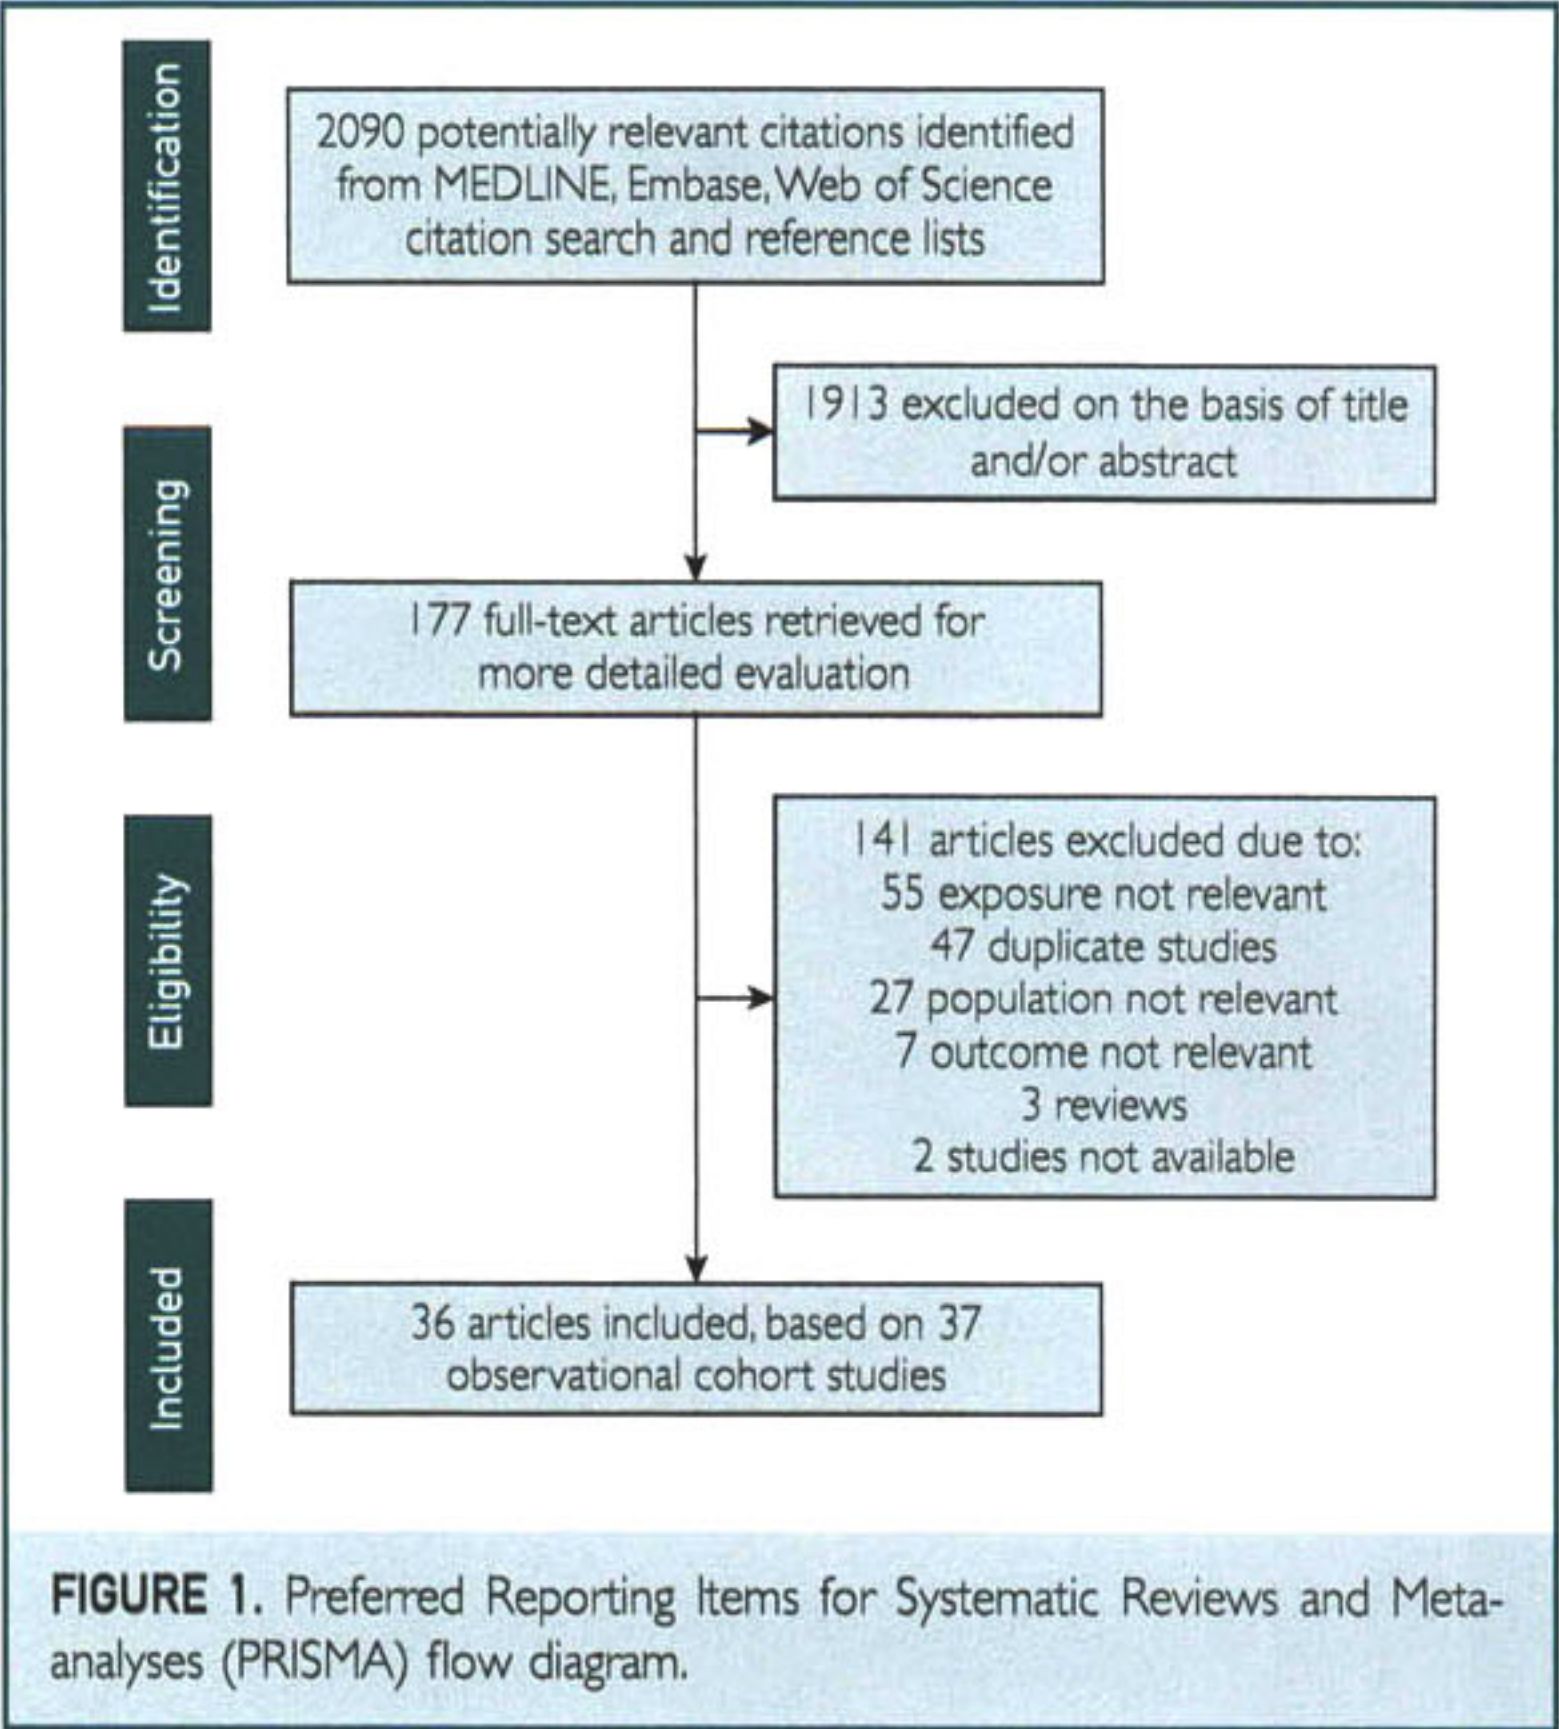 Identification
2090 potentially relevant citations identified
from MEDLINE, Embase, Web of Science
citation search and reference lists
1913 excluded on the basis of title
and/or abstract
Screening
177 full-text articles retrieved for
more detailed evaluation
Eligibility
141 articles excluded due to:
55 exposure not relevant
47 duplicate studies
27 population not relevant
7 outcome not relevant
3 reviews
2 studies not available
Included
36 articles included, based on 37
observational cohort studies
FIGURE 1. Preferred Reporting Items for Systematic Reviews and Meta-
analyses (PRISMA) flow diagram.